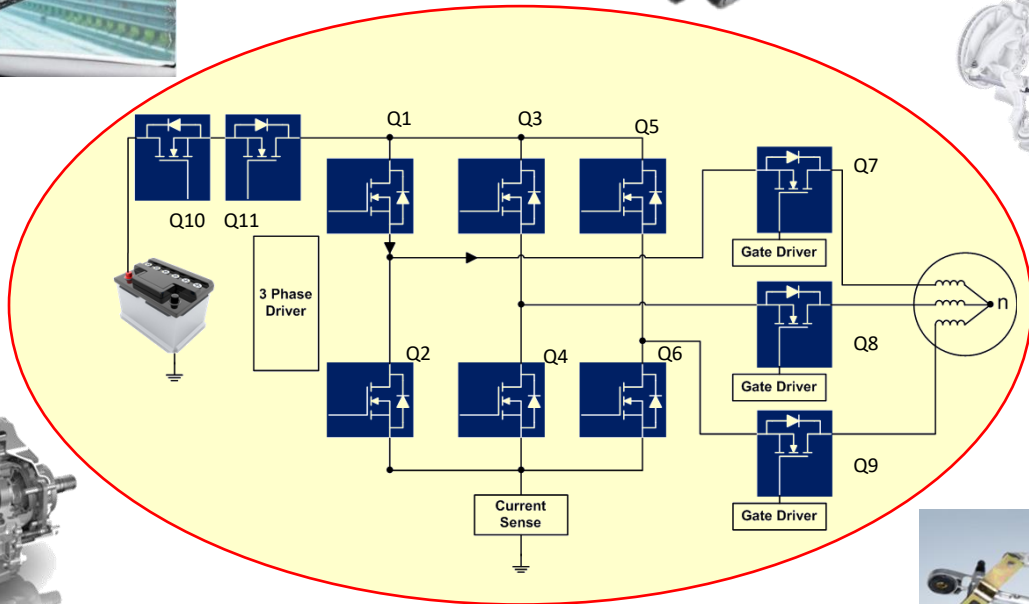 Q1
Q3
Q5
Q7
Q10
Q11
Gate Driver
3 Phase
Driver
n
Q2
Q4
Q6
Q8
Gate Driver
Q9
Current
Sense
Gate Driver